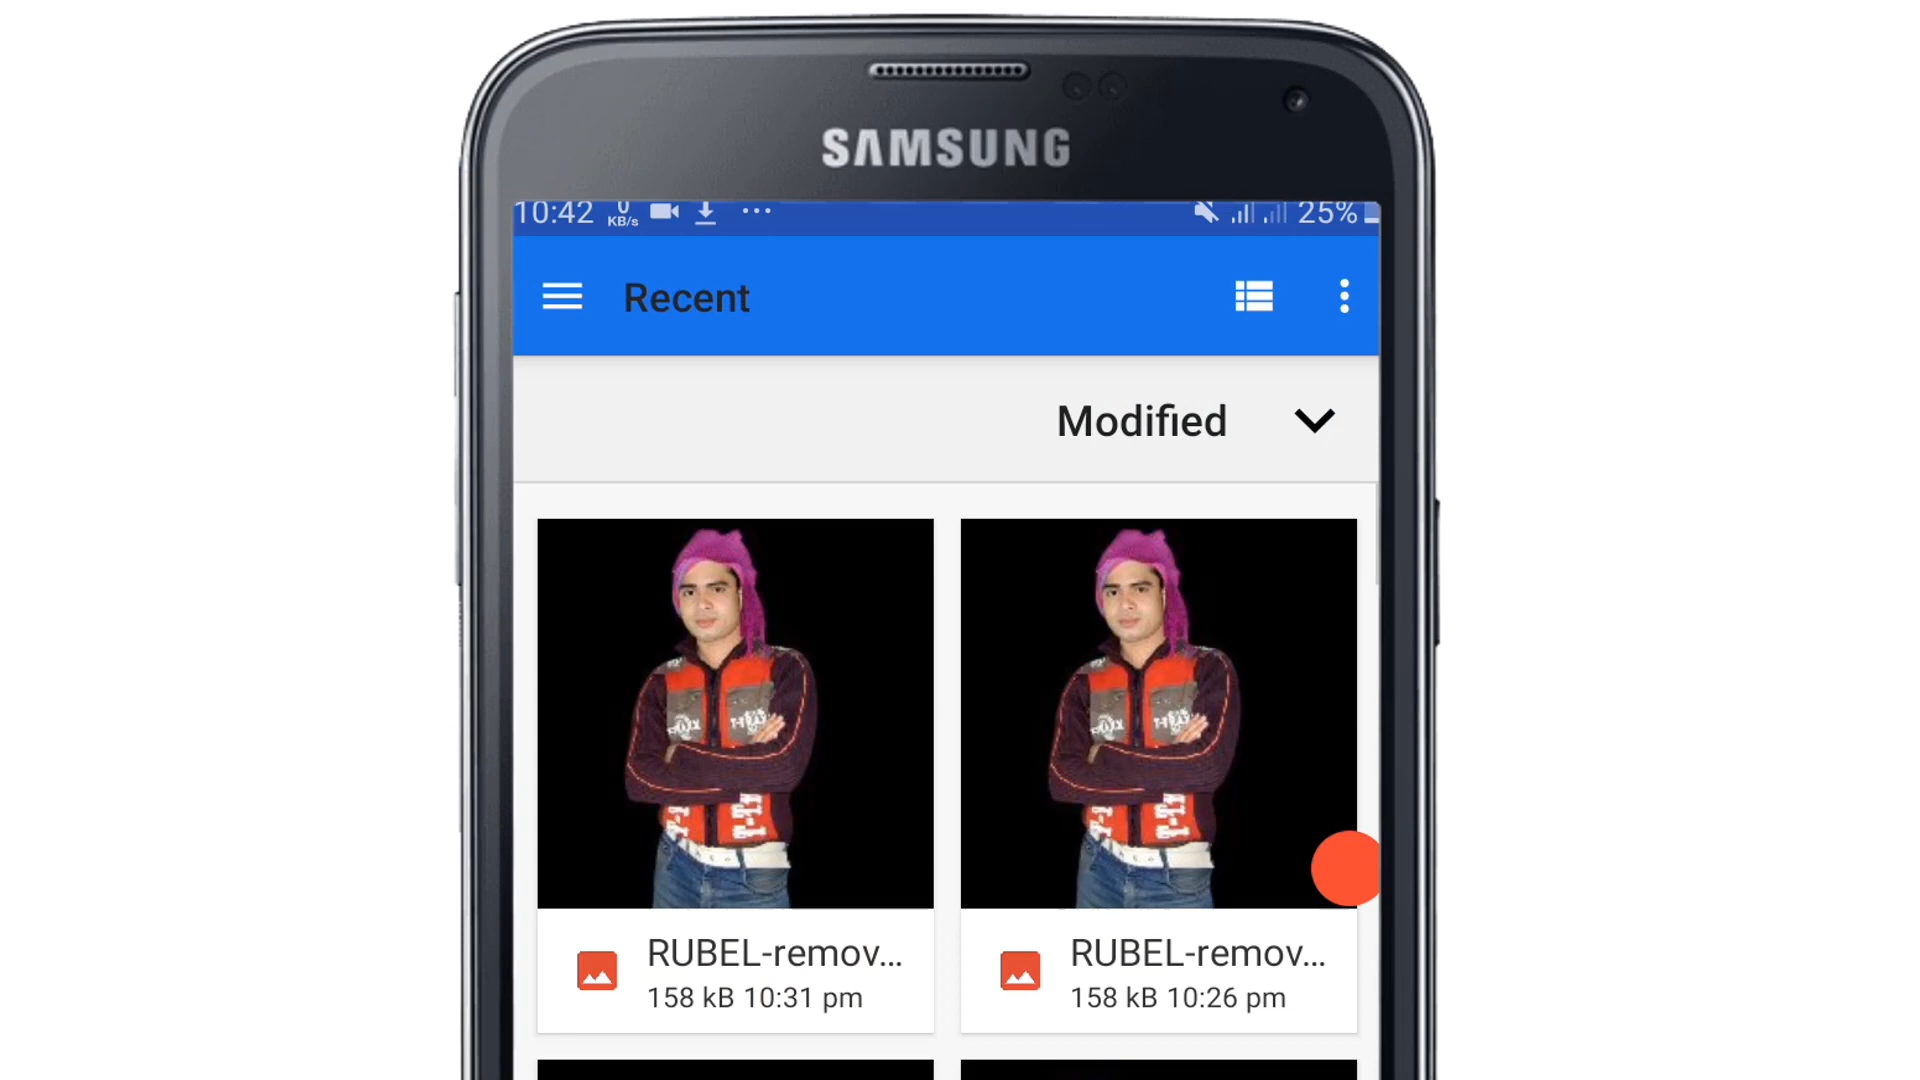 SAMSUNG
10:42 0 KB/s ... 25%
Recent
Modified
T-TRAX
T-T
T-T
RUBEL-remov...
158 kB 10:31 pm
RUBEL-remov...
158 kB 10:26 pm